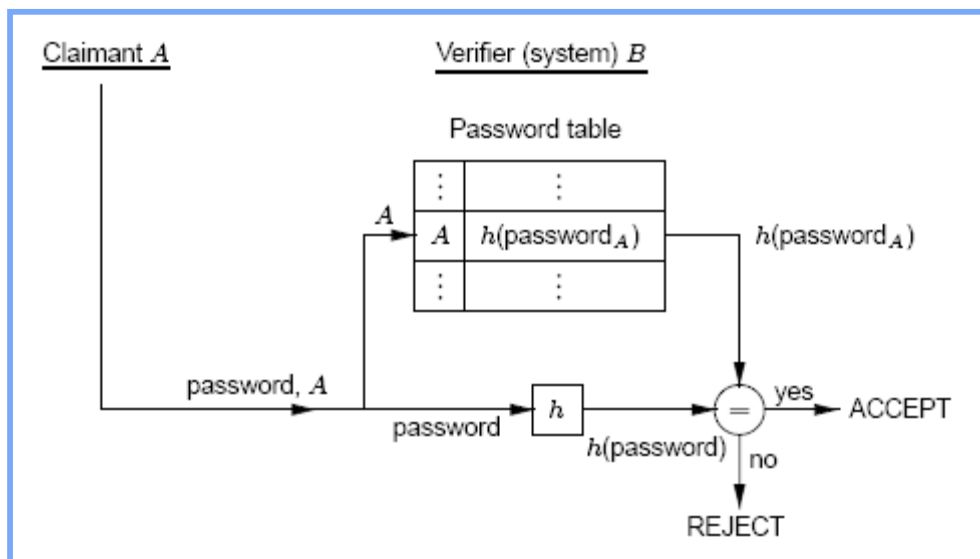 Claimant A
Verifier (system) B
Password table
⋮ ⋮
A
A h(password_A)
h(password_A)
⋮ ⋮
password, A
password
h
h(password)
=
yes
ACCEPT
no
REJECT